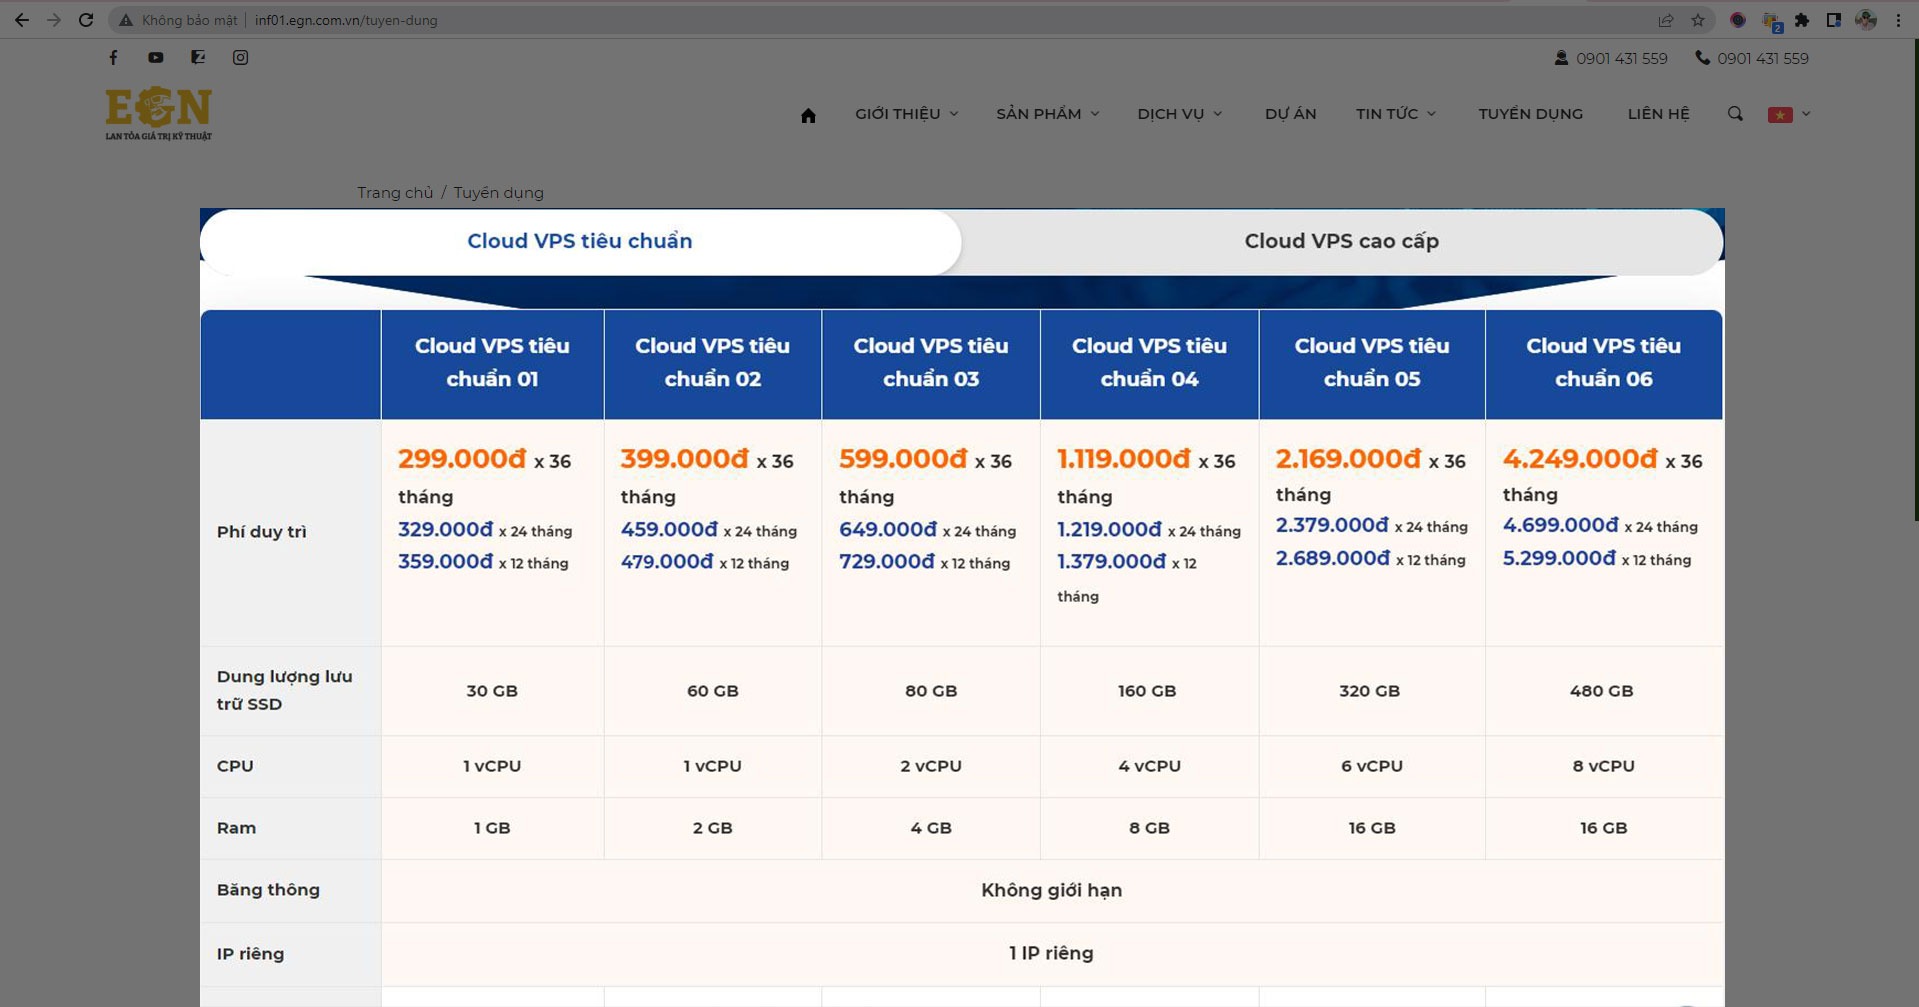 Không bảo mật | inf01.egn.com.vn/tuyen-dung
2
0901 431 559 0901 431 559
EGN
LAN TỎA GIÁ TRỊ KỸ THUẬT
GIỚI THIỆU SẢN PHẨM DỊCH VỤ DỰ ÁN TIN TỨC TUYỂN DỤNG LIÊN HỆ
Trang chủ / Tuyển dụng
Cloud VPS tiêu chuẩn Cloud VPS cao cấp
Cloud VPS tiêu Cloud VPS tiêu Cloud VPS tiêu Cloud VPS tiêu Cloud VPS tiêu Cloud VPS tiêu
chuẩn 01 chuẩn 02 chuẩn 03 chuẩn 04 chuẩn 05 chuẩn 06
299.000đ x 36 399.000đ x 36 599.000đ x 36 1.119.000đ x 36 2.169.000đ x 36 4.249.000đ x 36
tháng tháng tháng tháng tháng tháng
Phí duy trì 329.000đ x 24 tháng 459.000đ x 24 tháng 649.000đ x 24 tháng 1.219.000đ x 24 tháng 2.379.000đ x 24 tháng 4.699.000đ x 24 tháng
359.000đ x 12 tháng 479.000đ x 12 tháng 729.000đ x 12 tháng 1.379.000đ x 12 2.689.000đ x 12 tháng 5.299.000đ x 12 tháng
tháng
Dung lượng lưu
trữ SSD 30 GB 60 GB 80 GB 160 GB 320 GB 480 GB
CPU 1 vCPU 1 vCPU 2 vCPU 4 vCPU 6 vCPU 8 vCPU
Ram 1 GB 2 GB 4 GB 8 GB 16 GB 16 GB
Băng thông Không giới hạn
IP riêng 1 IP riêng